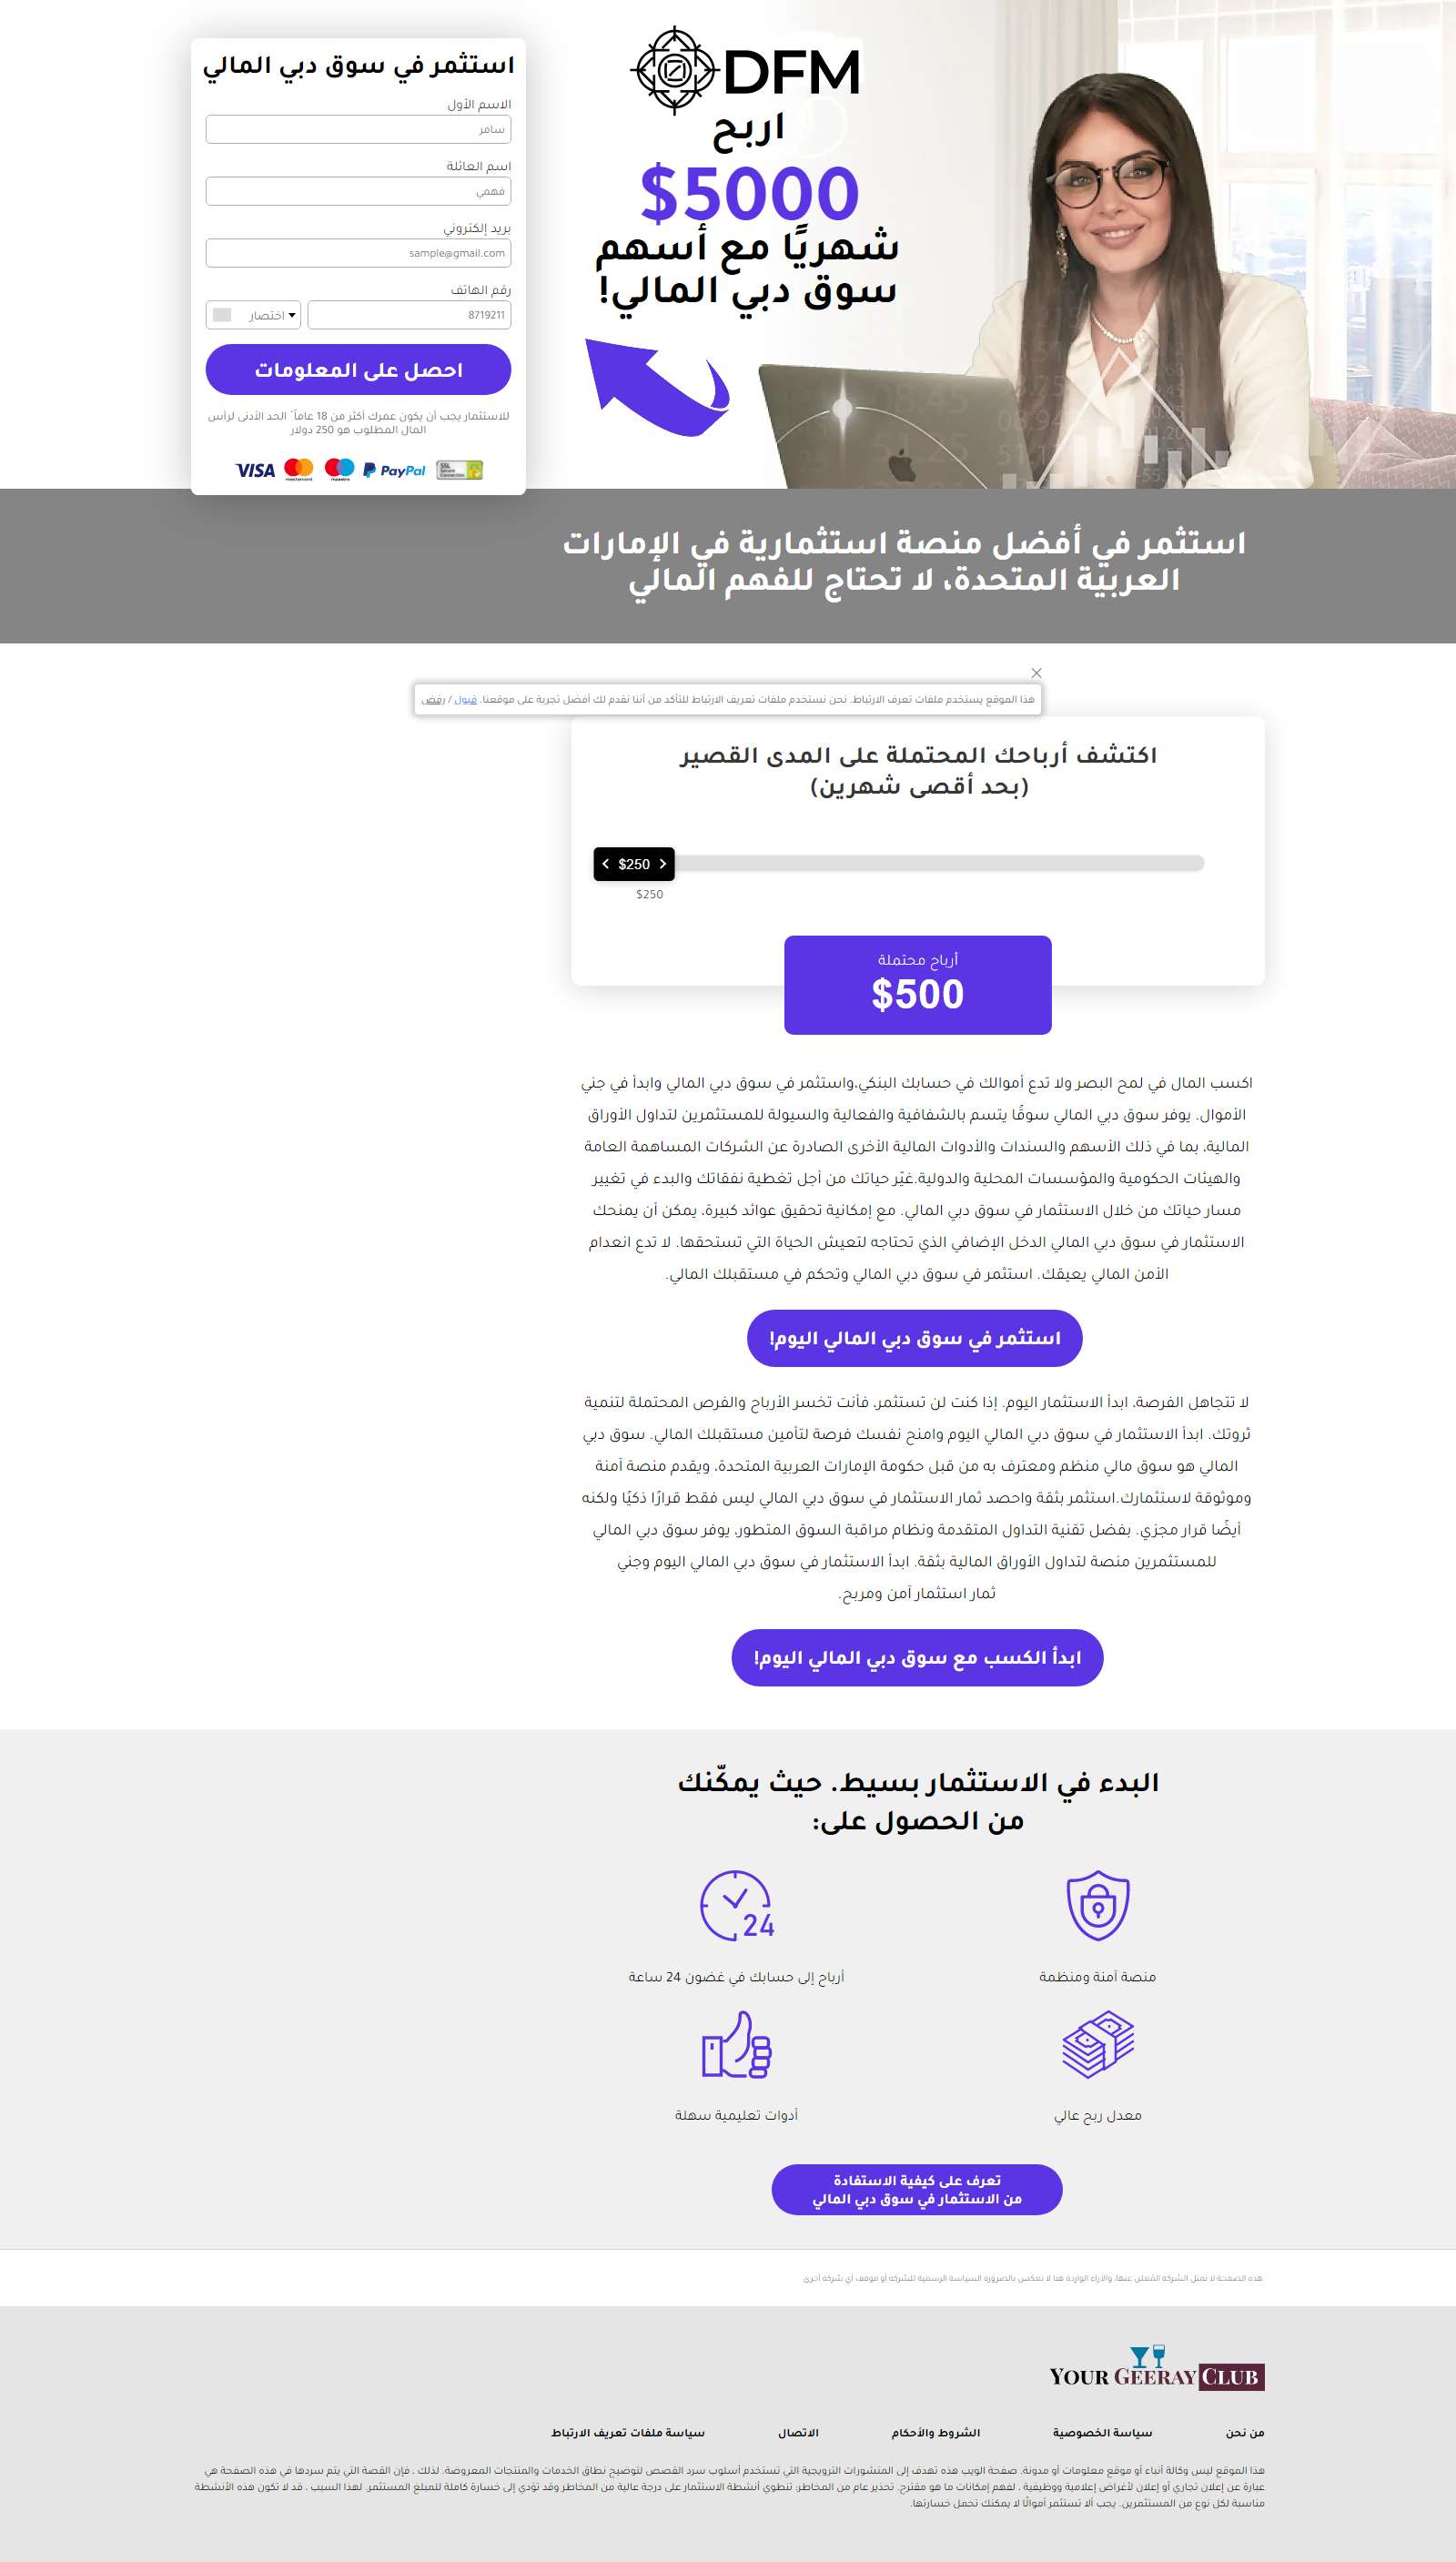 DFM
اربح
$5000
شهريًا مع أسهم
سوق دبي المالي!
استثمر في سوق دبي المالي
الاسم الأول
سامر
اسم العائلة
فهمي
بريد إلكتروني
sample@gmail.com
رقم الهاتف
8719211
اختصار
احصل على المعلومات
للاستثمار يجب أن يكون عمرك أكثر من 18 عاماً` الحد الأدنى لرأس
المال المطلوب هو 250 دولار
VISA mastercard maestro PayPal SSL Secure Connection
استثمر في أفضل منصة استثمارية في الإمارات
العربية المتحدة، لا تحتاج للفهم المالي
هذا الموقع يستخدم ملفات تعرف الارتباط. نحن نستخدم ملفات تعريف الارتباط للتأكد من أننا نقدم لك أفضل تجربة على موقعنا. قبول / رفض
اكتشف أرباحك المحتملة على المدى القصير
(بحد أقصى شهرين)
$250
$250
أرباح محتملة
$500
اكسب المال في لمح البصر ولا تدع أموالك في حسابك البنكي،واستثمر في سوق دبي المالي وابدأ في جني
الأموال. يوفر سوق دبي المالي سوقًا يتسم بالشفافية والفعالية والسيولة للمستثمرين لتداول الأوراق
المالية، بما في ذلك الأسهم والسندات والأدوات المالية الأخرى الصادرة عن الشركات المساهمة العامة
والهيئات الحكومية والمؤسسات المحلية والدولية.غيّر حياتك من أجل تغطية نفقاتك والبدء في تغيير
مسار حياتك من خلال الاستثمار في سوق دبي المالي. مع إمكانية تحقيق عوائد كبيرة، يمكن أن يمنحك
الاستثمار في سوق دبي المالي الدخل الإضافي الذي تحتاجه لتعيش الحياة التي تستحقها. لا تدع انعدام
الأمن المالي يعيقك. استثمر في سوق دبي المالي وتحكم في مستقبلك المالي.
استثمر في سوق دبي المالي اليوم!
لا تتجاهل الفرصة، ابدأ الاستثمار اليوم. إذا كنت لن تستثمر، فأنت تخسر الأرباح والفرص المحتملة لتنمية
ثروتك. ابدأ الاستثمار في سوق دبي المالي اليوم وامنح نفسك فرصة لتأمين مستقبلك المالي. سوق دبي
المالي هو سوق مالي منظم ومعترف به من قبل حكومة الإمارات العربية المتحدة، ويقدم منصة آمنة
وموثوقة لاستثمارك.استثمر بثقة واحصد ثمار الاستثمار في سوق دبي المالي ليس فقط قرارًا ذكيًا ولكنه
أيضًا قرار مجزي. بفضل تقنية التداول المتقدمة ونظام مراقبة السوق المتطور، يوفر سوق دبي المالي
للمستثمرين منصة لتداول الأوراق المالية بثقة. ابدأ الاستثمار في سوق دبي المالي اليوم وجني
ثمار استثمار آمن ومربح.
ابدأ الكسب مع سوق دبي المالي اليوم!
البدء في الاستثمار بسيط. حيث يمكّنك
من الحصول على:
منصة آمنة ومنظمة
24
أرباح إلى حسابك في غضون 24 ساعة
معدل ربح عالي
أدوات تعليمية سهلة
تعرف على كيفية الاستفادة
من الاستثمار في سوق دبي المالي
هذه الصفحة لا تمثل الشركة المُعلن عنها، والآراء الواردة هنا لا تعكس بالضرورة السياسة الرسمية للشركة أو موقف أي شركة أخرى.
YOUR GEERAY CLUB
من نحن
سياسة الخصوصية
الشروط والأحكام
الاتصال
سياسة ملفات تعريف الارتباط
هذا الموقع ليس وكالة أنباء أو موقع معلومات أو مدونة. صفحة الويب هذه تهدف إلى المنشورات الترويجية التي تستخدم أسلوب سرد القصص لتوضيح نطاق الخدمات والمنتجات المعروضة. لذلك ، فإن القصة التي يتم سردها في هذه الصفحة هي
عبارة عن إعلان تجاري أو إعلان لأغراض إعلامية ووظيفية ، لفهم إمكانات ما هو مقترح. تحذير عام من المخاطر: تنطوي أنشطة الاستثمار على درجة عالية من المخاطر وقد تؤدي إلى خسارة كاملة للمبلغ المستثمر. لهذا السبب ، قد لا تكون هذه الأنشطة
مناسبة لكل نوع من المستثمرين. يجب ألا تستثمر أموالًا لا يمكنك تحمل خسارتها.